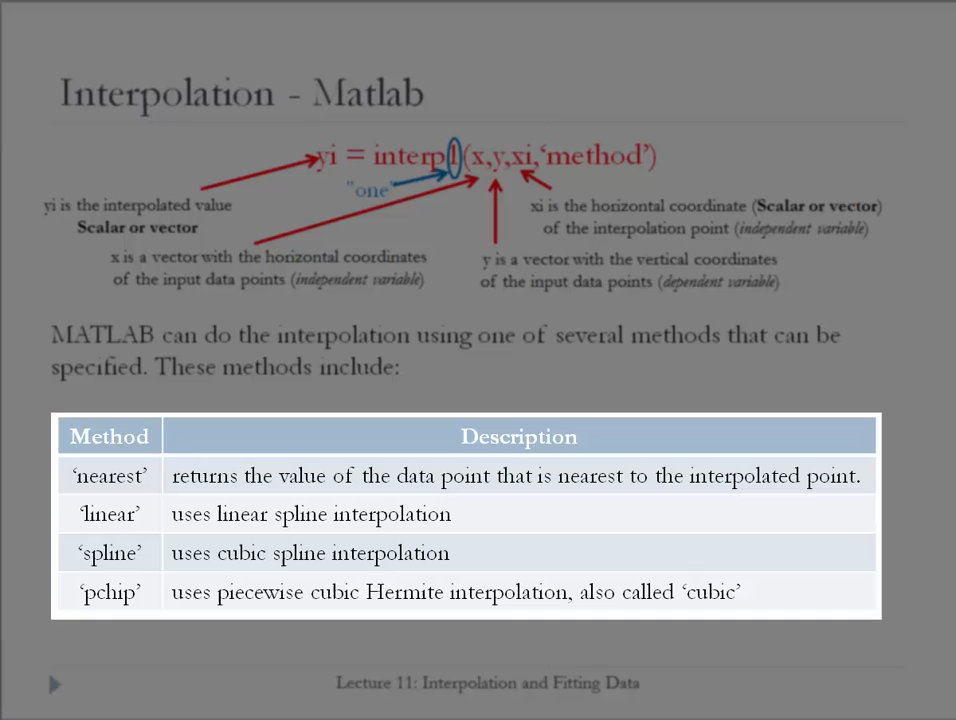 Interpolation - Matlab
yi = interp1(x,y,xi,‘method’)
"one"
yi is the interpolated value
Scalar or vector
xi is the horizontal coordinate (Scalar or vector)
of the interpolation point (independent variable)
x is a vector with the horizontal coordinates
of the input data points (independent variable)
y is a vector with the vertical coordinates
of the input data points (dependent variable)
MATLAB can do the interpolation using one of several methods that can be
specified. These methods include:
Method Description
‘nearest’ returns the value of the data point that is nearest to the interpolated point.
‘linear’ uses linear spline interpolation
‘spline’ uses cubic spline interpolation
‘pchip’ uses piecewise cubic Hermite interpolation, also called ‘cubic’
Lecture 11: Interpolation and Fitting Data